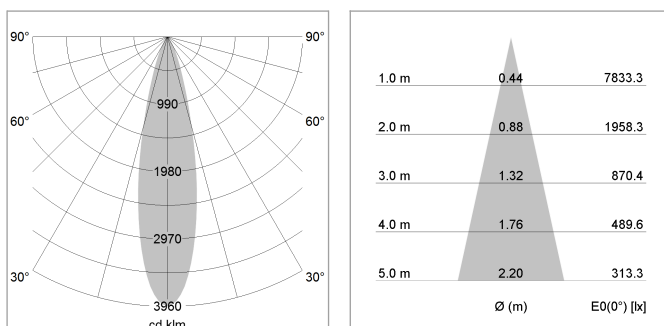 90°
90°
990
60°
60°
1980
2970
30°
30°
3960
cd klm
1.0 m 0.44 7833.3
2.0 m 0.88 1958.3
3.0 m 1.32 870.4
4.0 m 1.76 489.6
5.0 m 2.20 313.3
Ø (m) E0(0°) [lx]